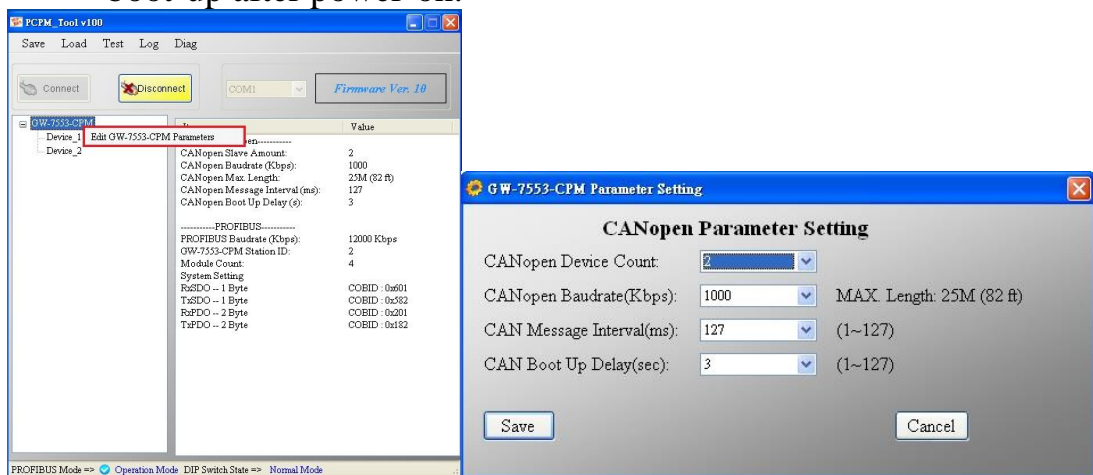 boot-up after power-on.
PCPM_Tool v100
Save Load Test Log Diag
Connect Disconnect COM1 Firmware Ver. 10
GW-7553-CPM
Device_1
Device_2
Edit GW-7553-CPM Parameters
Value
CANopen Slave Amount: 2
CANopen Baudrate (Kbps): 1000
CANopen Max. Length: 25M (82 ft)
CANopen Message Interval (ms): 127
CANopen Boot Up Delay (s): 3
----------PROFIBUS----------
PROFIBUS Baudrate (Kbps): 12000 Kbps
GW-7553-CPM Station ID: 2
Module Count: 4
System Setting
RxSDO -- 1 Byte COBID : 0x601
TxSDO -- 1 Byte COBID : 0x582
RxPDO -- 2 Byte COBID : 0x201
TxPDO -- 2 Byte COBID : 0x182
PROFIBUS Mode => Operation Mode DIP Switch State => Normal Mode
GW-7553-CPM Parameter Setting
CANopen Parameter Setting
CANopen Device Count: 2
CANopen Baudrate(Kbps): 1000 MAX. Length: 25M (82 ft)
CAN Message Interval(ms): 127 (1~127)
CAN Boot Up Delay(sec): 3 (1~127)
Save Cancel